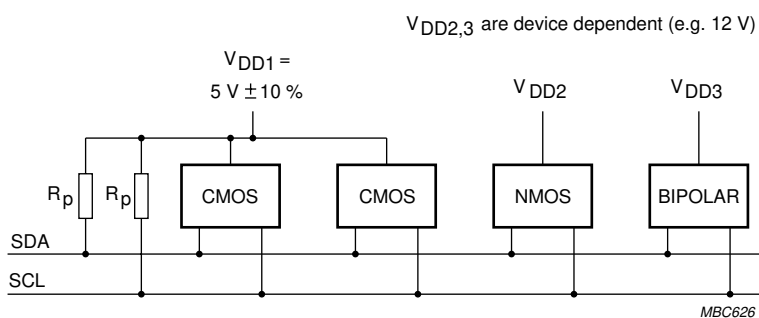 VDD2,3 are device dependent (e.g. 12 V)
VDD1 =
5 V ± 10 %
VDD2
VDD3
Rp
Rp
CMOS
CMOS
NMOS
BIPOLAR
SDA
SCL
MBC626